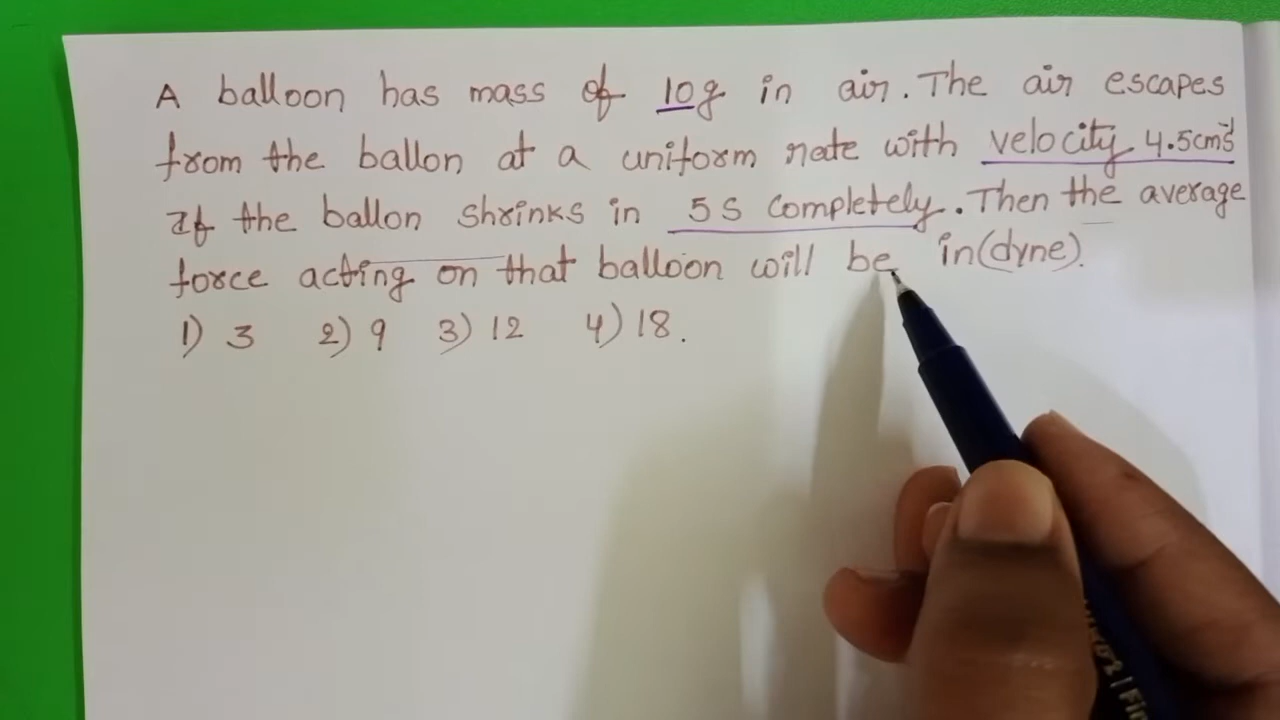 A balloon has mass of 10g in air. The air escapes
from the ballon at a uniform rate with velocity 4.5cms⁻¹
If the ballon shrinks in 5s completely. Then the average
force acting on that balloon will be in(dyne).
1) 3 2) 9 3) 12 4) 18.